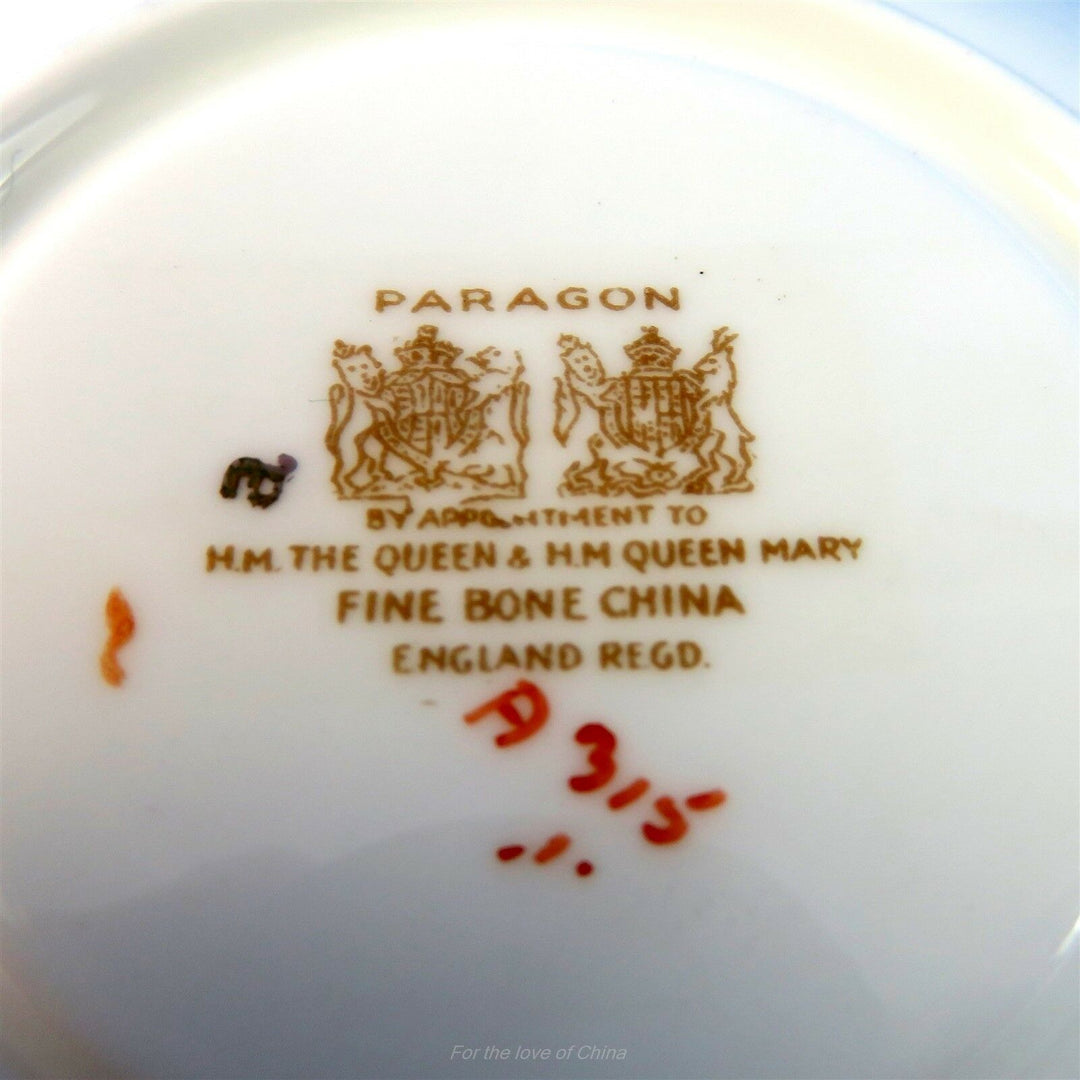 PARAGON
BY APPOINTMENT TO
H.M. THE QUEEN & H.M QUEEN MARY
FINE BONE CHINA
ENGLAND REGD.
A 315
For the love of China